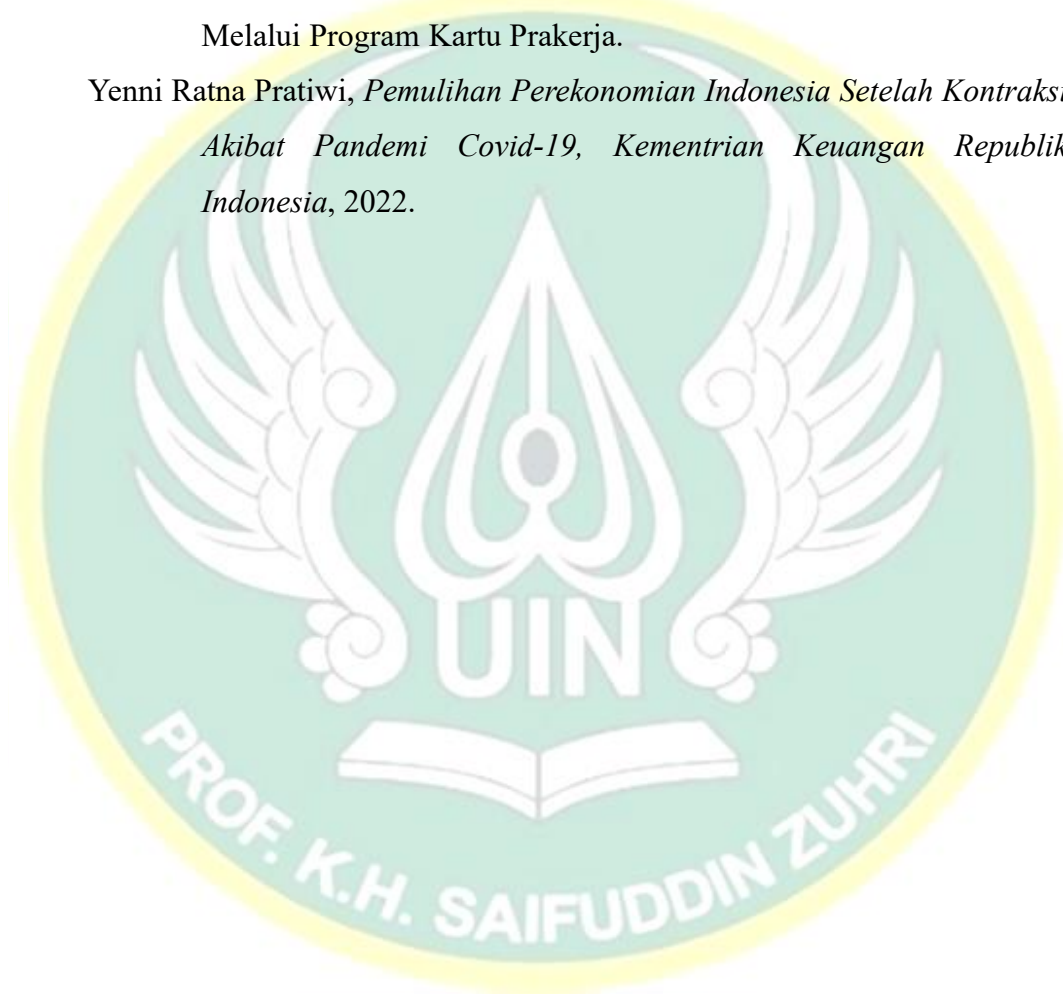 Melalui Program Kartu Prakerja.
Yenni Ratna Pratiwi, Pemulihan Perekonomian Indonesia Setelah Kontraksi
Akibat Pandemi Covid-19, Kementrian Keuangan Republik
Indonesia, 2022.
UIN
PROF. K.H. SAIFUDDIN ZUHRI